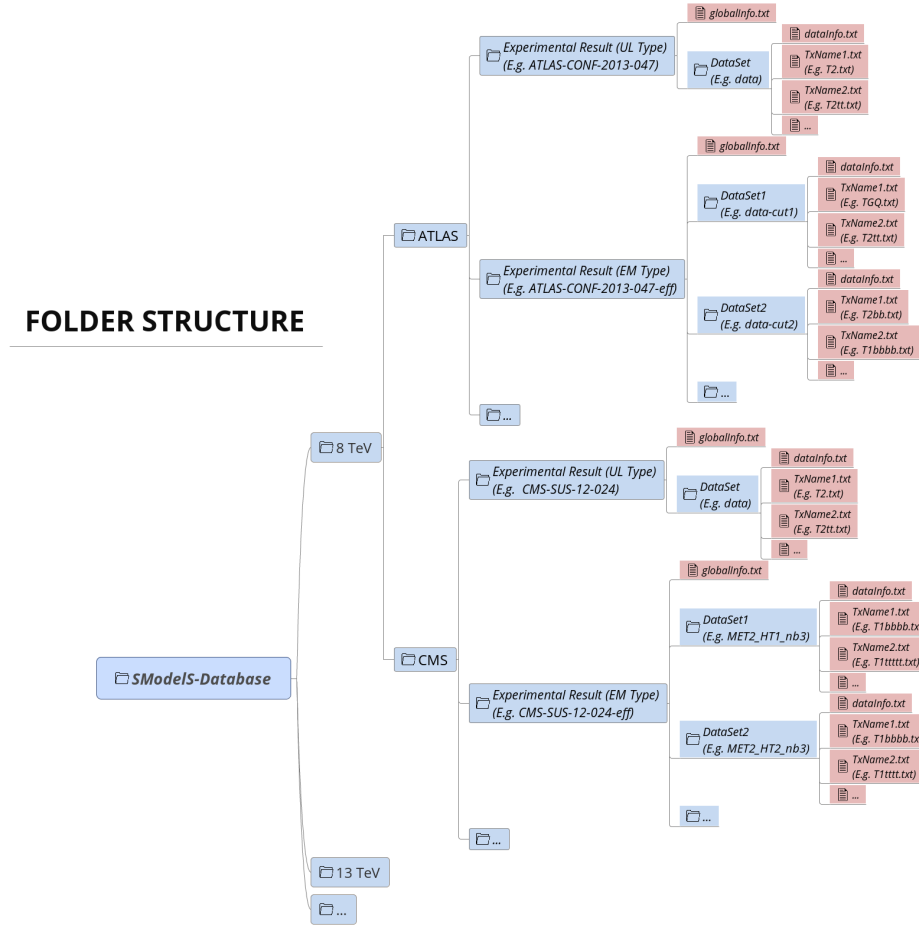 globalInfo.txt
dataInfo.txt
Experimental Result (UL Type)
(E.g. ATLAS-CONF-2013-047)
DataSet
(E.g. data)
TxName1.txt
(E.g. T2.txt)
TxName2.txt
(E.g. T2tt.txt)
...
globalInfo.txt
dataInfo.txt
DataSet1
(E.g. data-cut1)
TxName1.txt
(E.g. TGQ.txt)
TxName2.txt
(E.g. T2tt.txt)
...
ATLAS
Experimental Result (EM Type)
(E.g. ATLAS-CONF-2013-047-eff)
dataInfo.txt
DataSet2
(E.g. data-cut2)
TxName1.txt
(E.g. T2bb.txt)
TxName2.txt
(E.g. T1bbbb.txt)
...
FOLDER STRUCTURE
...
...
8 TeV
globalInfo.txt
dataInfo.txt
Experimental Result (UL Type)
(E.g.  CMS-SUS-12-024)
DataSet
(E.g. data)
TxName1.txt
(E.g. T2.txt)
TxName2.txt
(E.g. T2tt.txt)
...
globalInfo.txt
dataInfo.txt
DataSet1
(E.g. MET2_HT1_nb3)
TxName1.txt
(E.g. T1bbbb.tx
TxName2.txt
(E.g. T1ttttt.txt)
...
CMS
SModelS-Database
Experimental Result (EM Type)
(E.g. CMS-SUS-12-024-eff)
dataInfo.txt
DataSet2
(E.g. MET2_HT2_nb3)
TxName1.txt
(E.g. T1bbbb.tx
TxName2.txt
(E.g. T1tttt.txt)
...
...
...
13 TeV
...